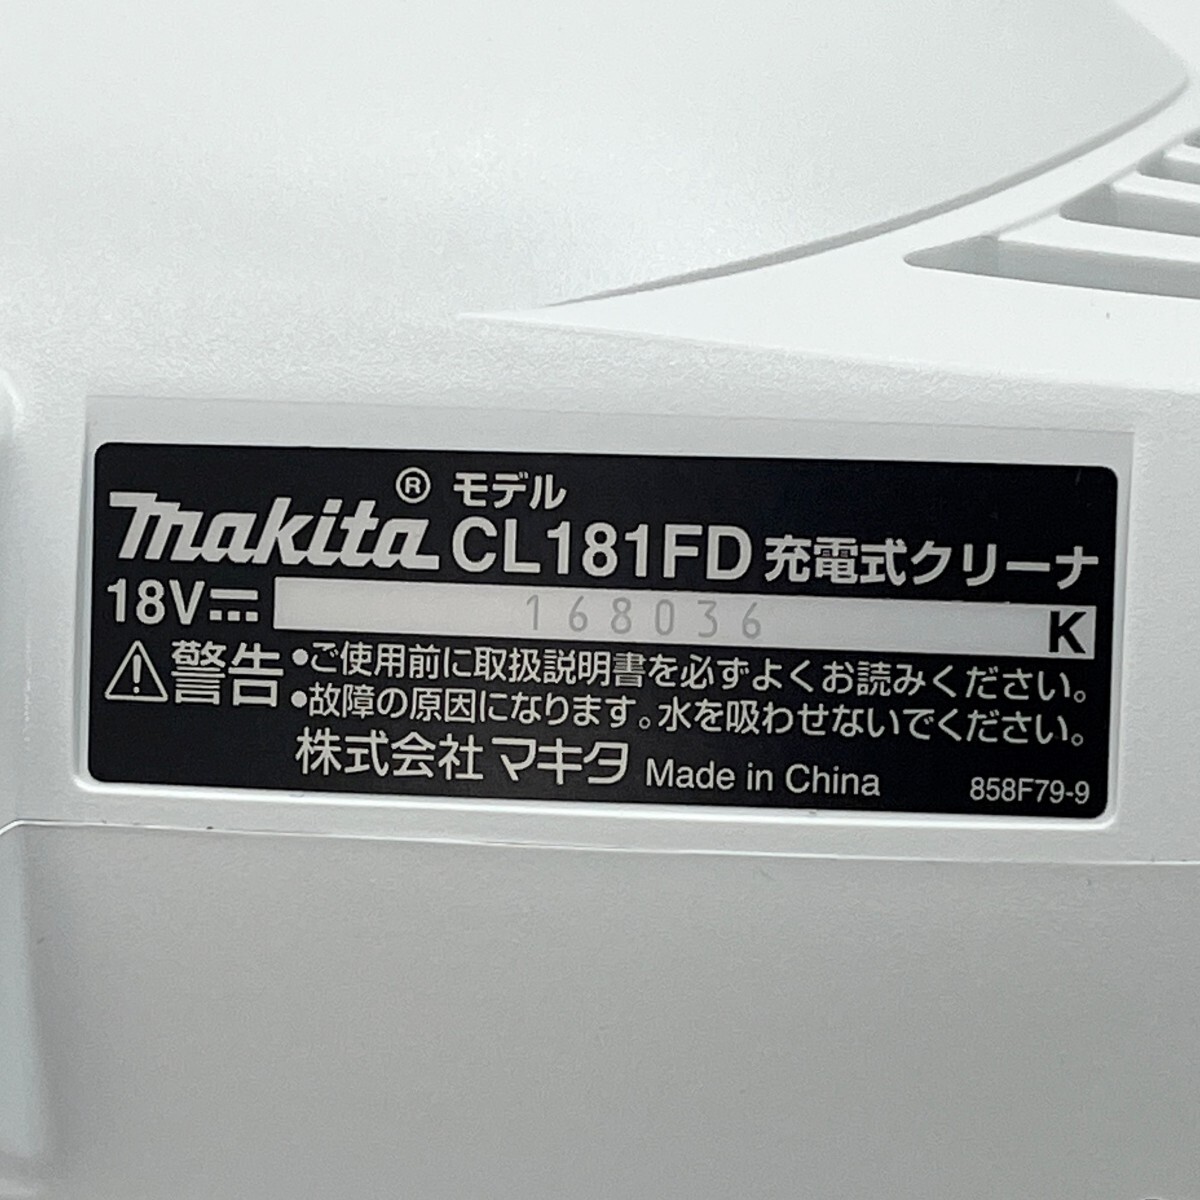 makita® モデル CL181FD 充電式クリーナ
18V 168036 K
警告 •ご使用前に取扱説明書を必ずよくお読みください。
•故障の原因になります。水を吸わせないでください。
株式会社マキタ Made in China 858F79-9